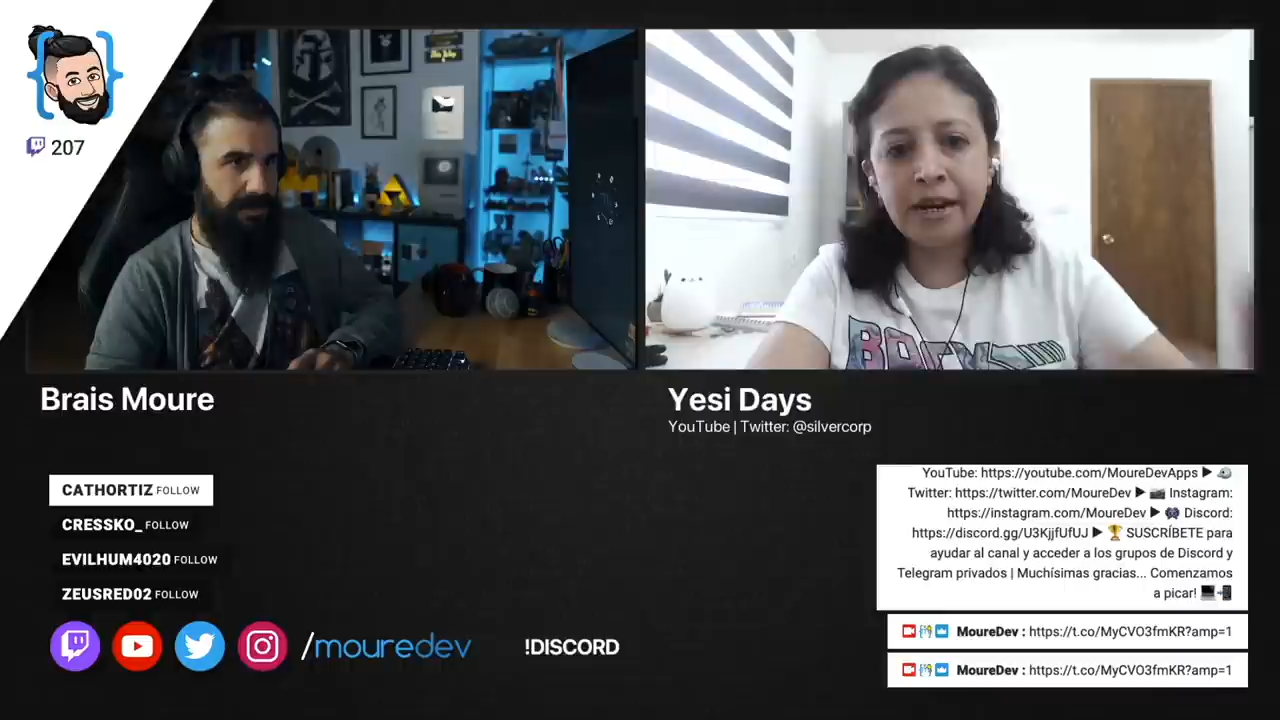 207
BACK
Brais Moure
Yesi Days
YouTube | Twitter: @silvercorp
CATHORTIZ FOLLOW
CRESSKO_ FOLLOW
EVILHUM4020 FOLLOW
ZEUSRED02 FOLLOW
/mouredev
!DISCORD
YouTube: https://youtube.com/MoureDevApps ▶
Twitter: https://twitter.com/MoureDev ▶ 📷 Instagram:
https://instagram.com/MoureDev ▶ Discord:
https://discord.gg/U3KjjfUfUJ ▶ 🏆 SUSCRÍBETE para
ayudar al canal y acceder a los grupos de Discord y
Telegram privados | Muchísimas gracias... Comenzamos
a picar! 💻📲
MoureDev : https://t.co/MyCVO3fmKR?amp=1
MoureDev : https://t.co/MyCVO3fmKR?amp=1